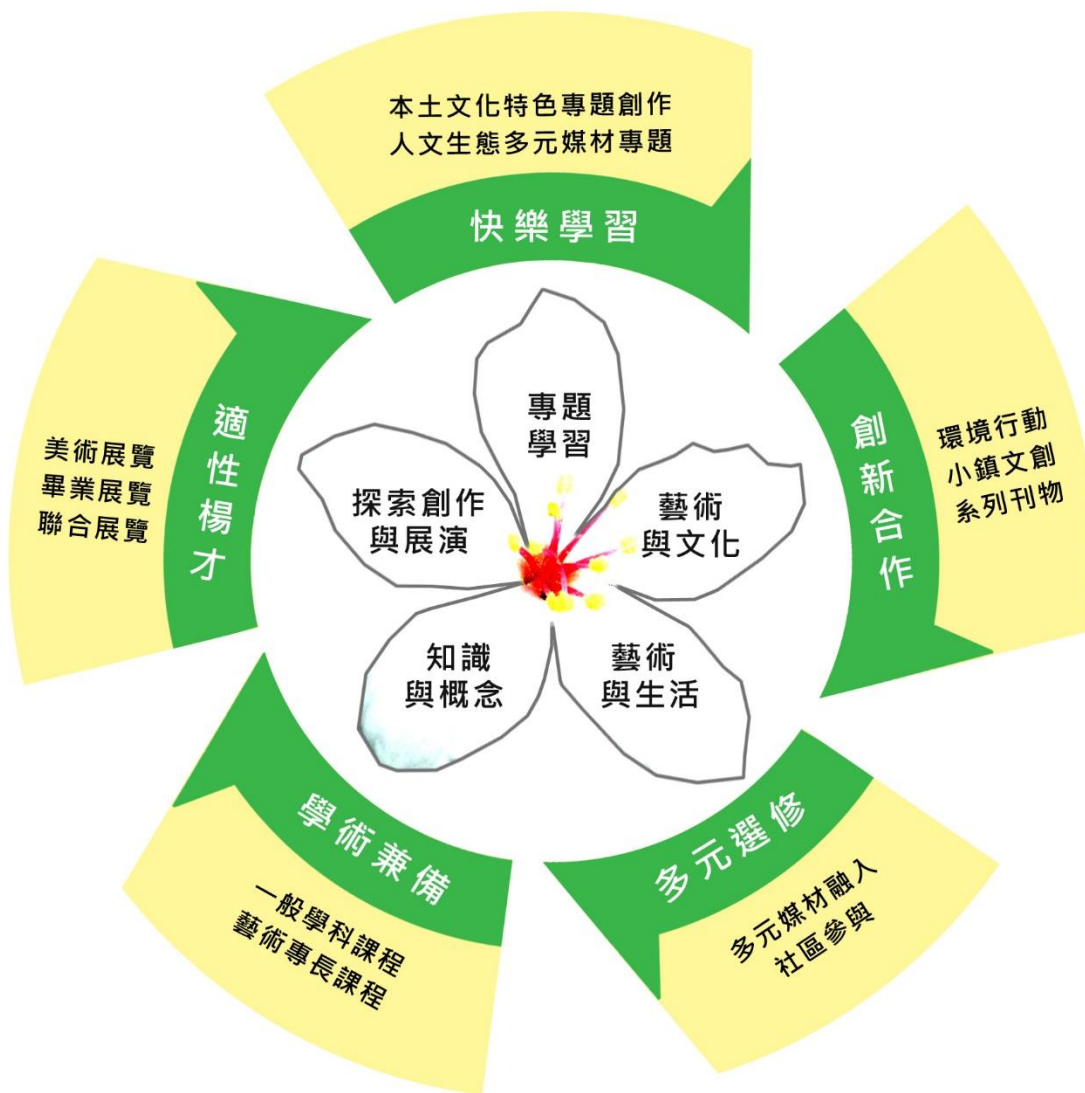 本土文化特色專題創作
人文生態多元媒材專題
快樂學習
環境行動
小鎮文創
系列刊物
創新合作
多元媒材融入
社區參與
多元選修
一般學科課程
藝術專長課程
學術兼備
美術展覽
畢業展覽
聯合展覽
適性楊才
專題
學習
藝術
與文化
藝術
與生活
知識
與概念
探索創作
與展演